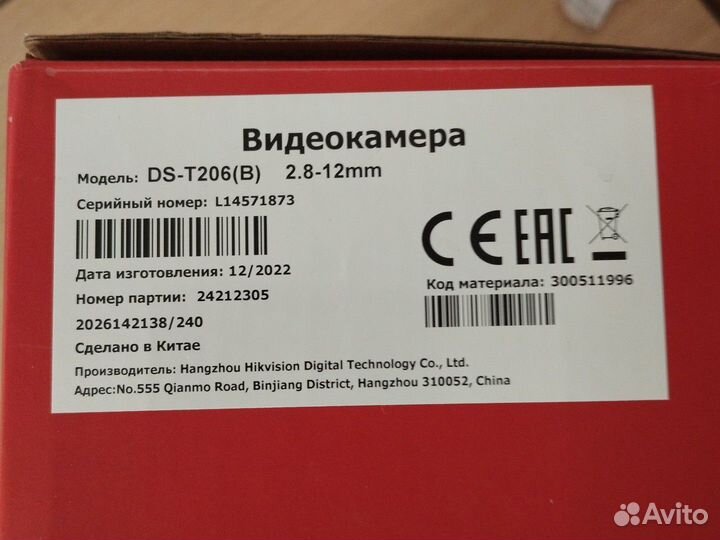 Видеокамера
Модель: DS-T206(B) 2.8-12mm
Серийный номер: L14571873
CE EAC
Дата изготовления: 12/2022
Код материала: 300511996
Номер партии: 24212305
2026142138/240
Сделано в Китае
Производитель: Hangzhou Hikvision Digital Technology Co., Ltd.
Адрес:No.555 Qianmo Road, Binjiang District, Hangzhou 310052, China
Avito